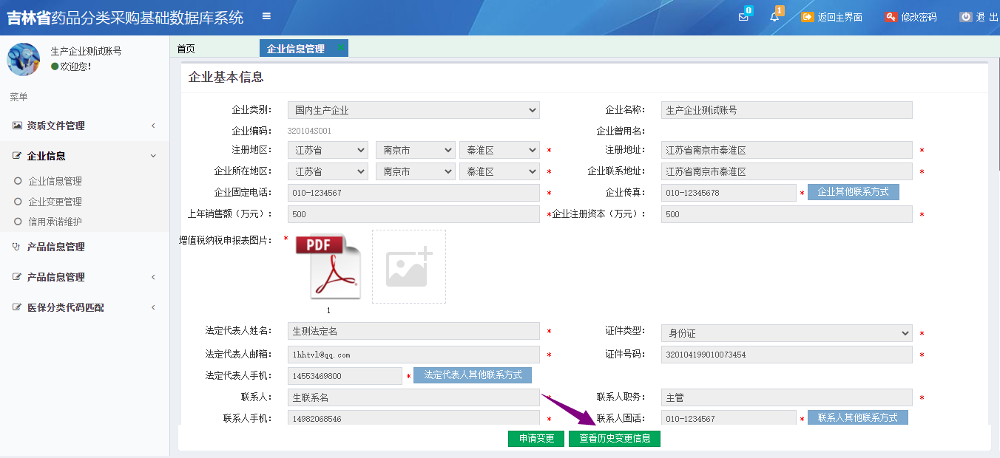 吉林省药品分类采购基础数据库系统 0 1 返回主界面 修改密码 退 出
生产企业测试账号
欢迎您!
菜单
资质文件管理
企业信息
企业信息管理
企业变更管理
信用承诺维护
产品信息管理
产品信息管理
医保分类代码匹配
首页 企业信息管理
企业基本信息
企业类别： 国内生产企业 企业名称： 生产企业测试账号
企业编码： 320104S001 企业曾用名：
注册地区： 江苏省 南京市 秦淮区 * 注册地址： 江苏省南京市秦淮区 *
企业所在地区： 江苏省 南京市 秦淮区 * 企业联系地址： 江苏省南京市秦淮区 *
企业固定电话： 010-1234567 * 企业传真： 010-12345678 * 企业其他联系方式
上年销售额（万元）： 500 * 企业注册资本（万元）： 500 *
增值税纳税申报表图片： * PDF
1
法定代表人姓名： 生测法定名 * 证件类型： 身份证 *
法定代表人邮箱： 1hhtvl@qq.com * 证件号码： 320104199010073454 *
法定代表人手机： 14553469800 * 法定代表人其他联系方式
联系人： 生联系名 * 联系人职务： 主管 *
联系人手机： 14982068546 * 联系人固话： 010-1234567 * 联系人其他联系方式
申请变更 查看历史变更信息